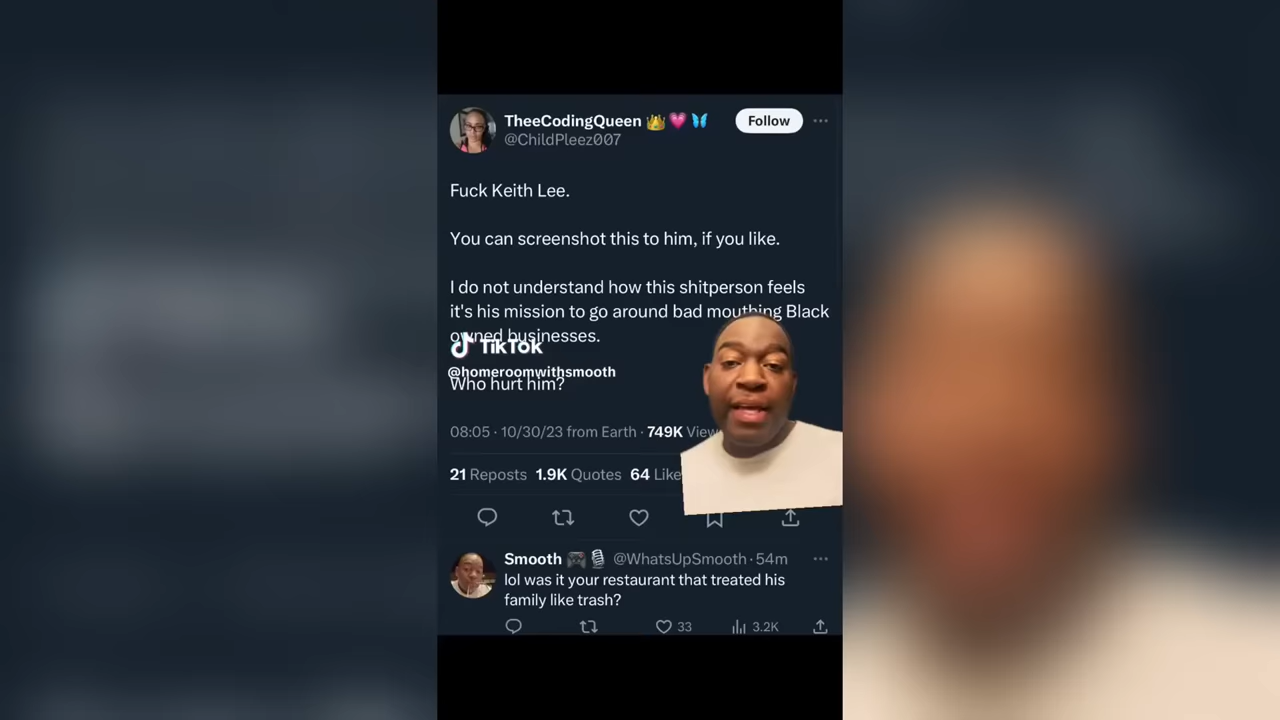 TheeCodingQueen 👑💗🦋
Follow
@ChildPleez007
Fuck Keith Lee.
You can screenshot this to him, if you like.
I do not understand how this shitperson feels
it's his mission to go around bad mouthing Black
owned businesses.
TikTok
@homeroomwithsmooth
Who hurt him?
08:05 · 10/30/23 from Earth · 749K View
21 Reposts 1.9K Quotes 64 Like
Smooth 🎮🎙 @WhatsUpSmooth · 54m
lol was it your restaurant that treated his
family like trash?
33
3.2K